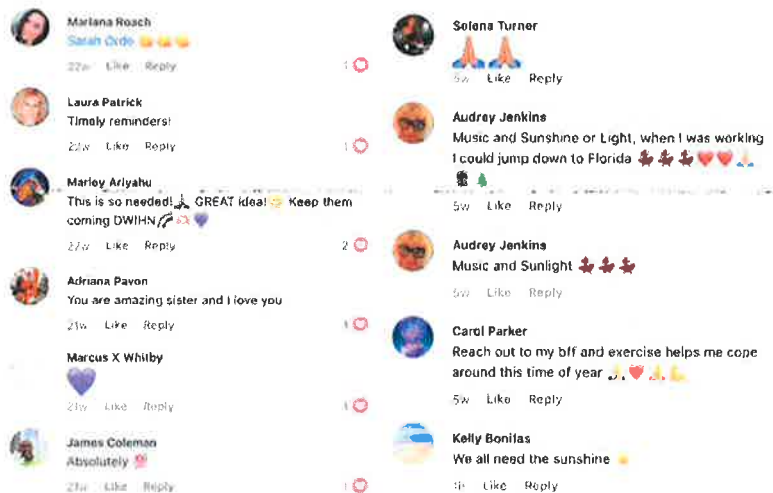 Mariana Roach
22w Like Reply
1
Laura Patrick
Timely reminders!
22w Like Reply
1
Marley Ariyahu
This is so needed! 🙏 GREAT idea! Keep them
coming DWIHN 💜
22w Like Reply
2
Adriana Pavon
You are amazing sister and I love you
21w Like Reply
Marcus X Whitby
💜
21w Like Reply
James Coleman
Absolutely 💯
21w Like Reply
1
Solena Turner
🙏🙏
5w Like Reply
Audrey Jenkins
Music and Sunshine or Light, when I was working
I could jump down to Florida 💃💃💃❤️❤️🙏
🌲
5w Like Reply
Audrey Jenkins
Music and Sunlight 💃💃💃
5w Like Reply
Carol Parker
Reach out to my bff and exercise helps me cope
around this time of year 🙏❤️🙏💪
5w Like Reply
Kelly Bonifas
We all need the sunshine
Like Reply